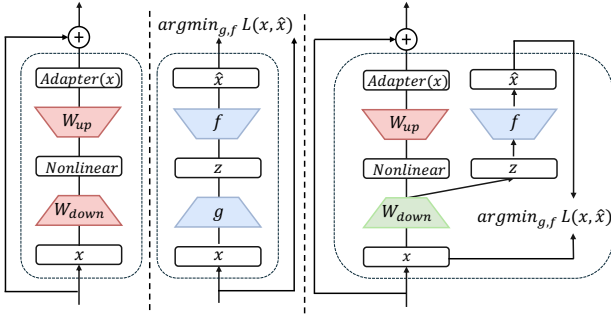 +
Adapter(x)
W_up
Nonlinear
W_down
x
argmin_{g,f} L(x, x̂)
x̂
f
z
g
x
+
Adapter(x)
W_up
Nonlinear
W_down
x
x̂
f
z
argmin_{g,f} L(x, x̂)